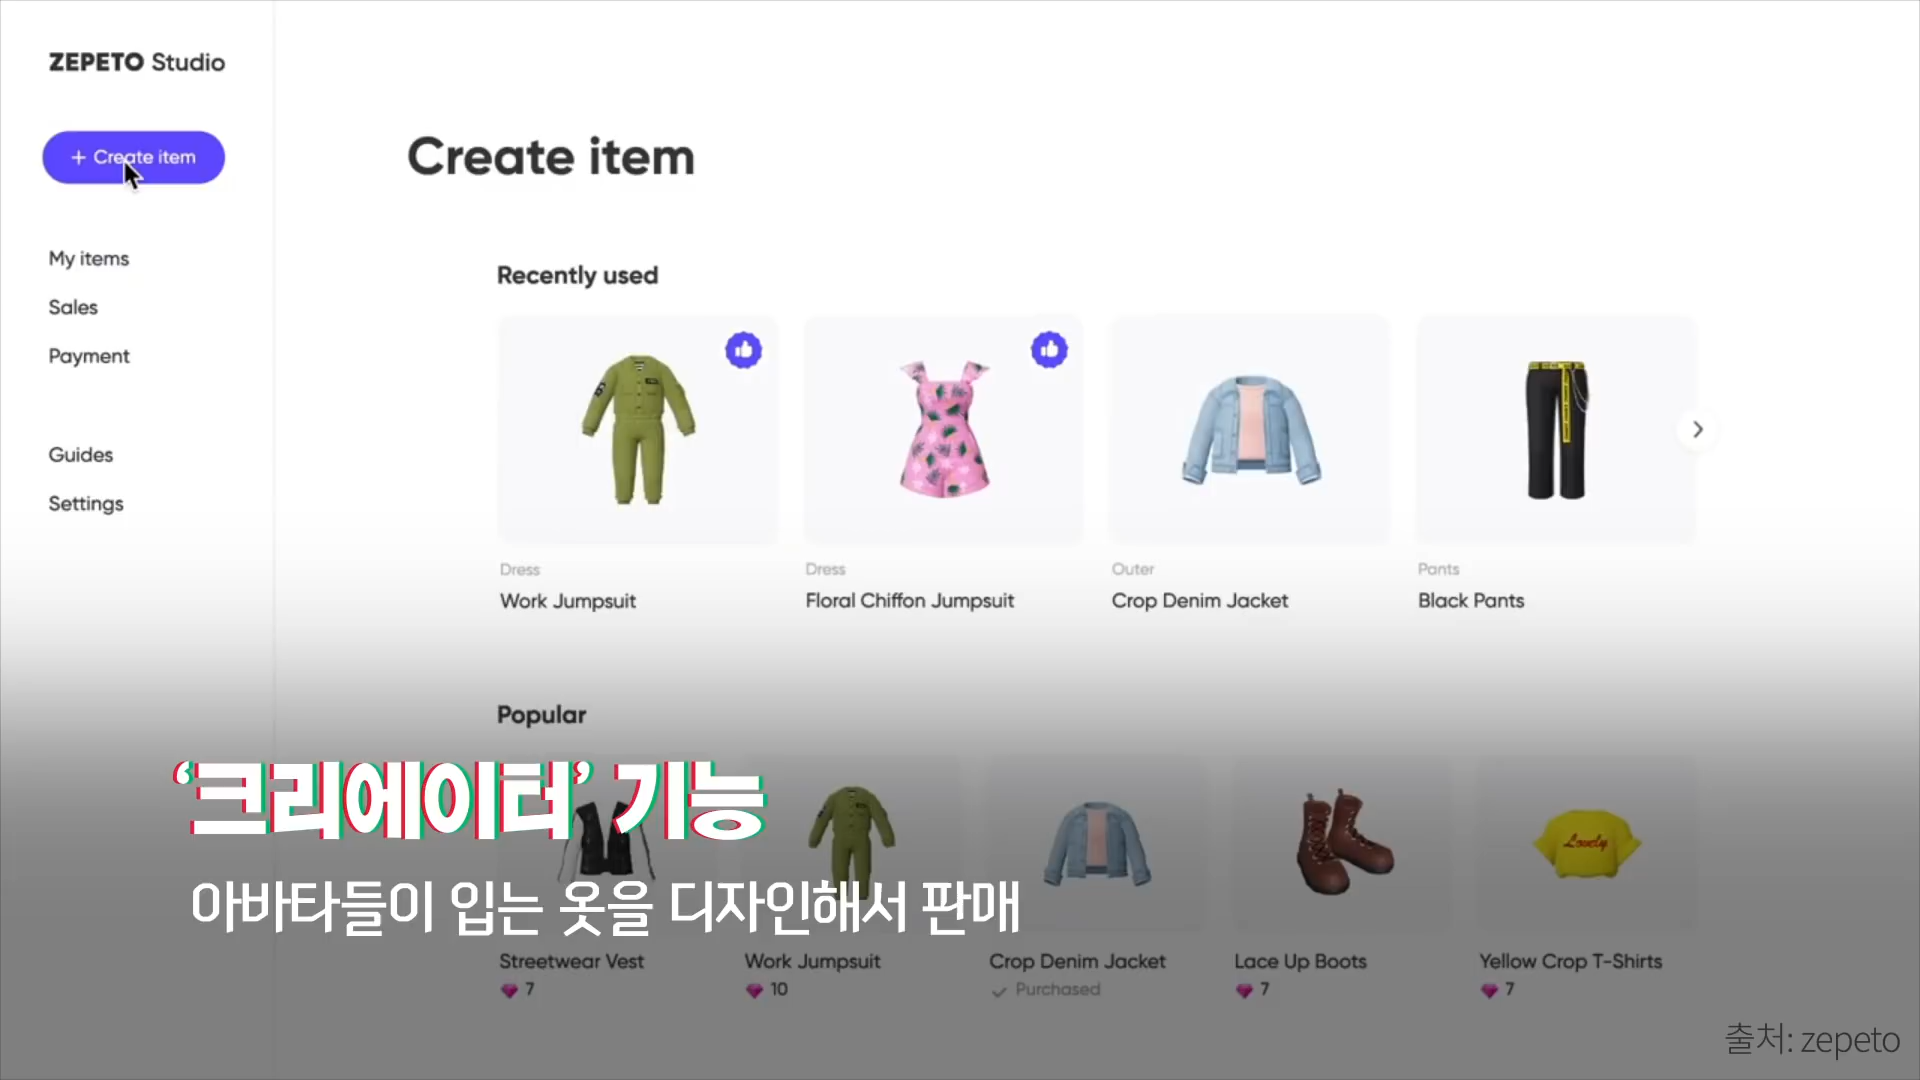 ZEPETO Studio
+ Create item
My items
Sales
Payment
Guides
Settings
Create item
Recently used
Dress
Work Jumpsuit
Dress
Floral Chiffon Jumpsuit
Outer
Crop Denim Jacket
Pants
Black Pants
Popular
Lovely
Streetwear Vest
7
Work Jumpsuit
10
Crop Denim Jacket
Purchased
Lace Up Boots
7
Yellow Crop T-Shirts
7
‘크리에이터’ 기능
아바타들이 입는 옷을 디자인해서 판매
출처: zepeto